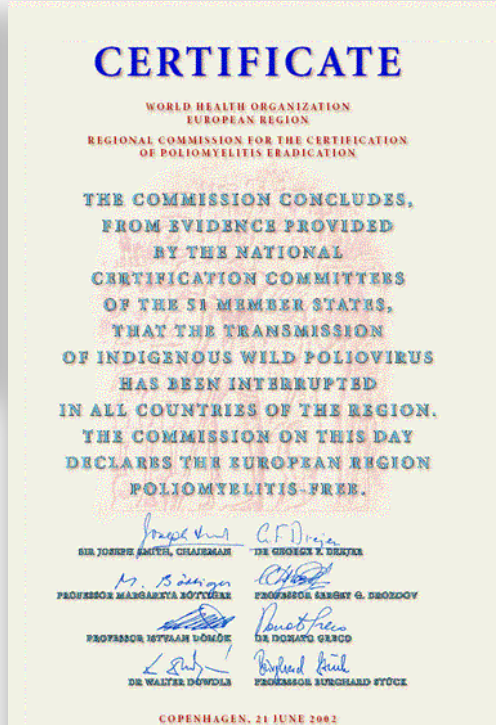 CERTIFICATE
WORLD HEALTH ORGANIZATION
EUROPEAN REGION
REGIONAL COMMISSION FOR THE CERTIFICATION
OF POLIOMYELITIS ERADICATION
THE COMMISSION CONCLUDES,
FROM EVIDENCE PROVIDED
BY THE NATIONAL
CERTIFICATION COMMITTEES
OF THE 51 MEMBER STATES,
THAT THE TRANSMISSION
OF INDIGENOUS WILD POLIOVIRUS
HAS BEEN INTERRUPTED
IN ALL COUNTRIES OF THE REGION.
THE COMMISSION ON THIS DAY
DECLARES THE EUROPEAN REGION
POLIOMYELITIS-FREE.
SIR JOSEPH SMITH, CHAIRMAN DR GEORGE F. DREJER
PROFESSOR MARGARETA BÖTTIGER PROFESSOR SERGEY G. DROZDOV
PROFESSOR ISTVAAN DÖMÖK DR DONATO GRECO
DR WALTER DOWDLE PROFESSOR BURGHARD STÜCK
COPENHAGEN, 21 JUNE 2002